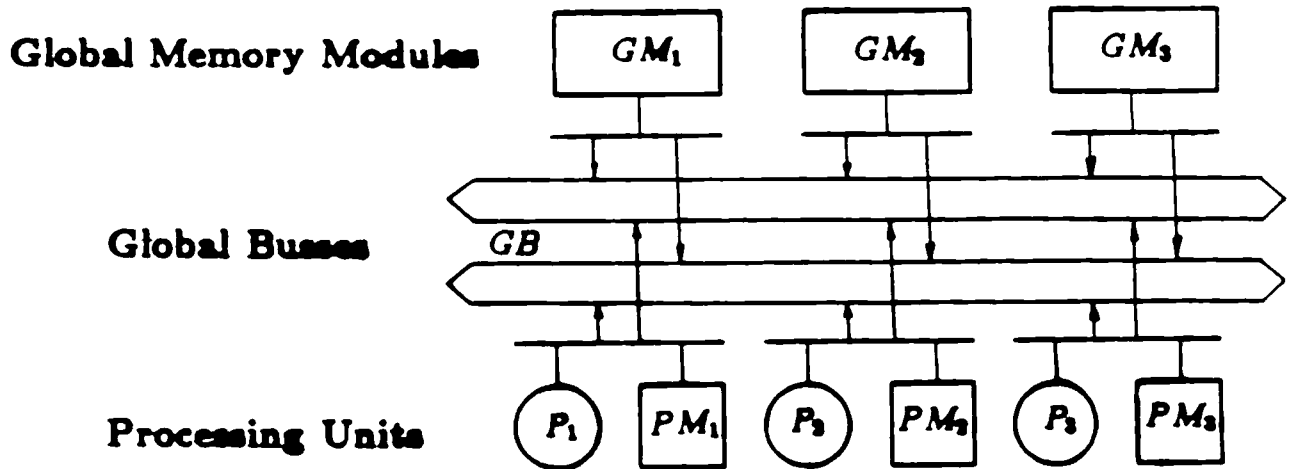 Global Memory Modules GM₁ GM₂ GM₃
Global Busses GB
Processing Units P₁ PM₁ P₂ PM₂ P₃ PM₃